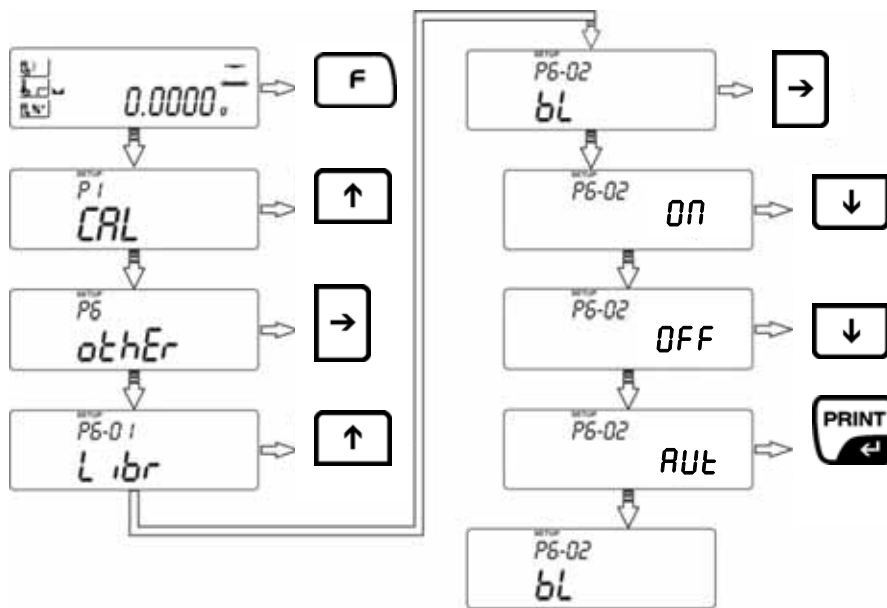 0.0000 g
F
SETUP
P1
CAL
SETUP
P6
othEr
SETUP
P6-01
Libr
SETUP
P6-02
bL
SETUP
P6-02
ON
SETUP
P6-02
OFF
SETUP
P6-02
AUt
PRINT
SETUP
P6-02
bL